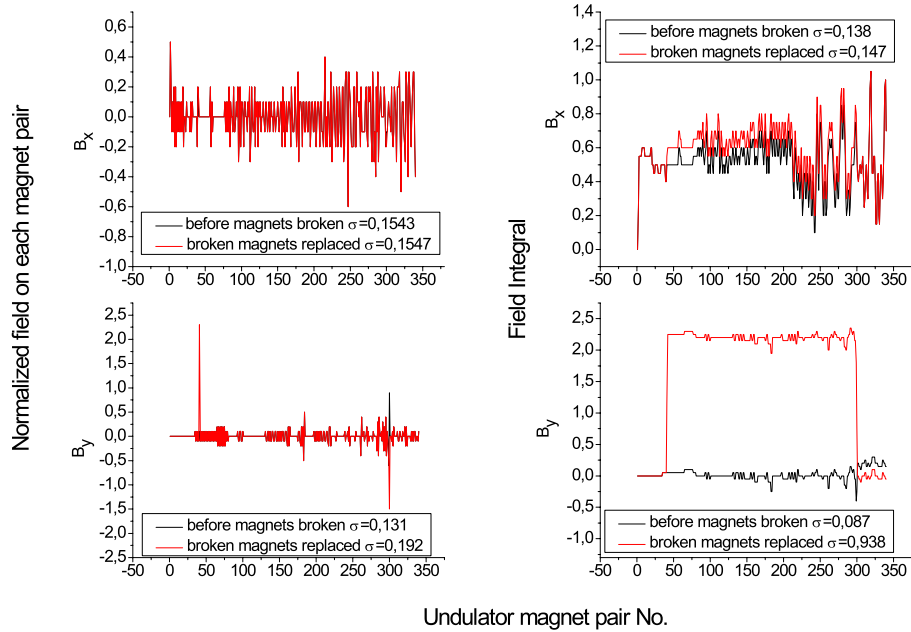 Normalized field on each magnet pair
Bx
0,6
0,4
0,2
0,0
-0,2
-0,4
-0,6
-0,8
-1,0
before magnets broken σ=0,1543
broken magnets replaced σ=0,1547
-50 0 50 100 150 200 250 300 350
Field Integral
Bx
1,4
1,2
1,0
0,8
0,6
0,4
0,2
0,0
before magnets broken σ=0,138
broken magnets replaced σ=0,147
-50 0 50 100 150 200 250 300 350
By
2,5
2,0
1,5
1,0
0,5
0,0
-0,5
-1,0
-1,5
-2,0
-2,5
before magnets broken σ=0,131
broken magnets replaced σ=0,192
-50 0 50 100 150 200 250 300 350
By
2,5
2,0
1,5
1,0
0,5
0,0
-0,5
-1,0
before magnets broken σ=0,087
broken magnets replaced σ=0,938
-50 0 50 100 150 200 250 300 350
Undulator magnet pair No.